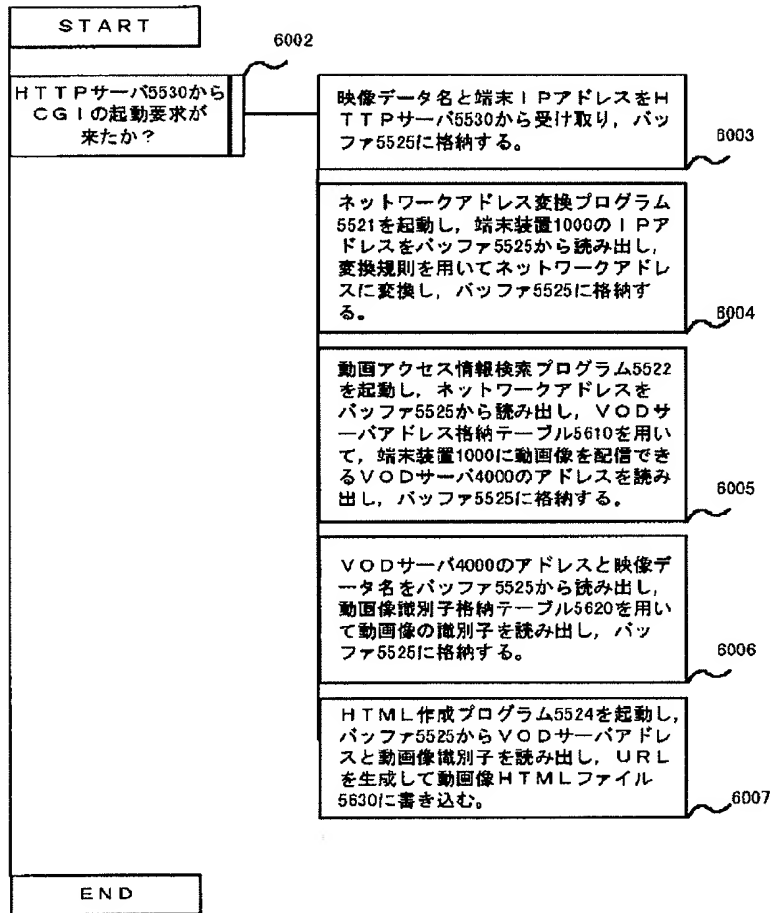 START
6002
HTTPサーバ5530から
CGIの起動要求が
来たか?
映像データ名と端末IPアドレスをH
TTPサーバ5530から受け取り,バッ
ファ5525に格納する。
6003
ネットワークアドレス変換プログラム
5521を起動し,端末装置1000のIPア
ドレスをバッファ5525から読み出し,
変換規則を用いてネットワークアドレ
スに変換し,バッファ5525に格納す
る。
6004
動画アクセス情報検索プログラム5522
を起動し,ネットワークアドレスを
バッファ5525から読み出し,VODサ
ーバアドレス格納テーブル5610を用い
て,端末装置1000に動画像を配信でき
るVODサーバ4000のアドレスを読み
出し,バッファ5525に格納する。
6005
VODサーバ4000のアドレスと映像デ
ータ名をバッファ5525から読み出し,
動画像識別子格納テーブル5620を用い
て動画像の識別子を読み出し,バッ
ファ5525に格納する。
6006
HTML作成プログラム5524を起動し,
バッファ5525からVODサーバアドレ
スと動画像識別子を読み出し,URL
を生成して動画像HTMLファイル
5630に書き込む。
6007
END